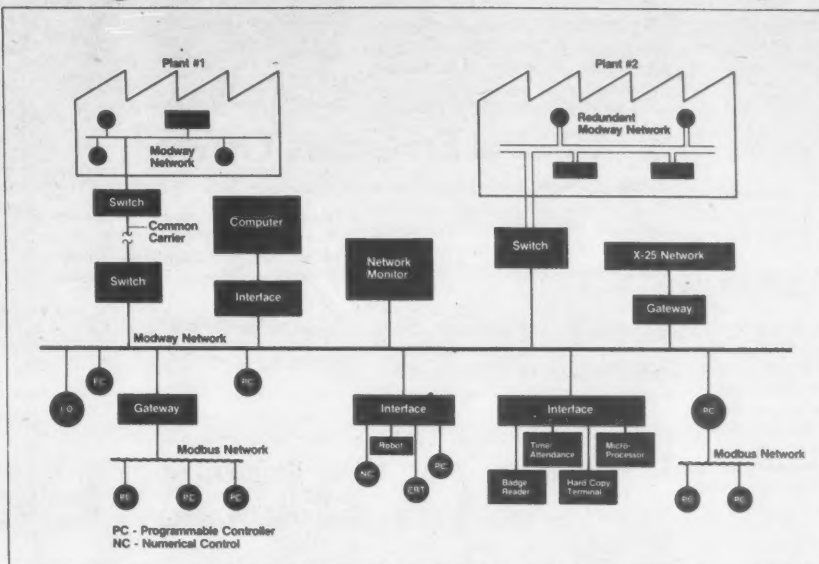 Plant #1
Plant #2
Redundant
Modway Network
Modway
Network
Switch
Common
Carrier
Computer
Switch
Network
Monitor
Switch
X-25 Network
Interface
Gateway
Modway Network
I/O
PC
PC
Gateway
Interface
Interface
PC
Modbus Network
Robot
NC
CRT
PC
Time/
Attendance
Micro-
Processor
Badge
Reader
Hard Copy
Terminal
Modbus Network
PC
PC
PC
PC
PC
PC - Programmable Controller
NC - Numerical Control